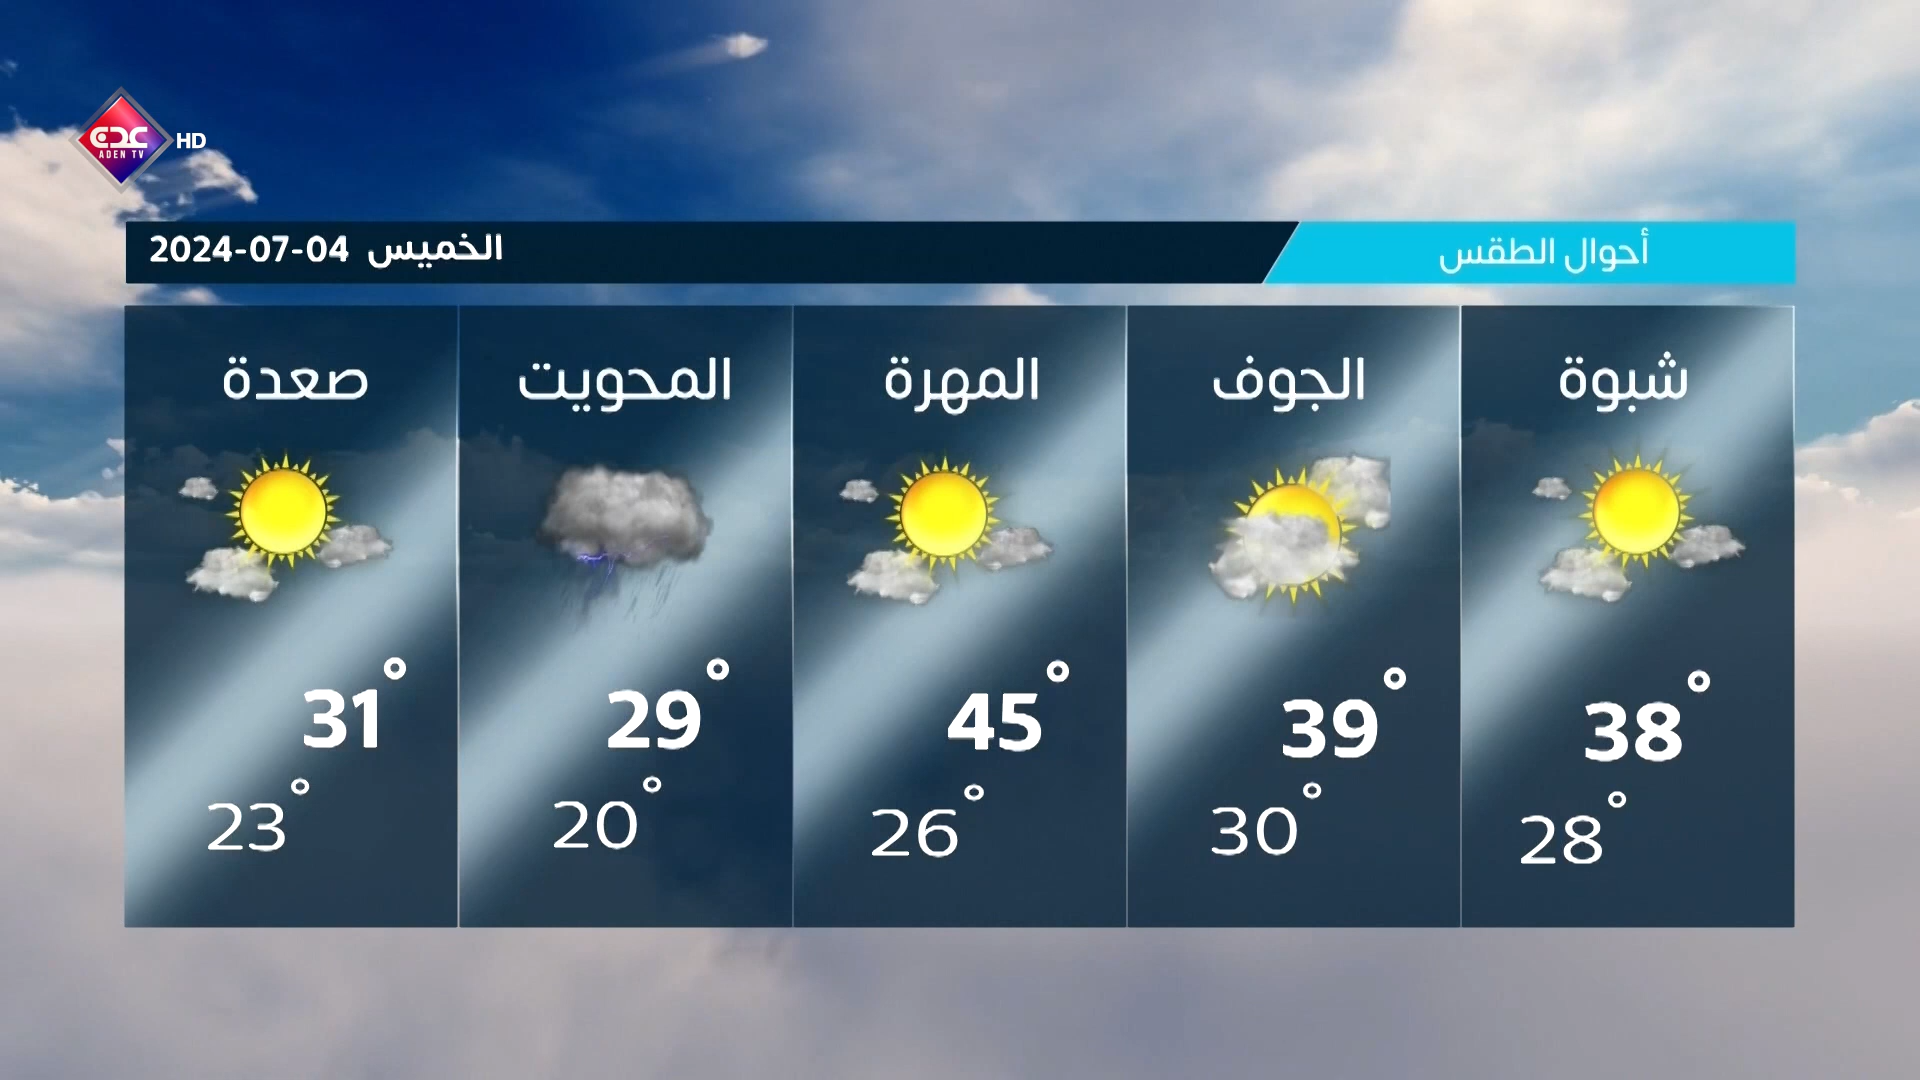 عدن
ADEN TV
HD
أحوال الطقس
الخميس 2024-07-04
شبوة
38°
28°
الجوف
39°
30°
المهرة
45°
26°
المحويت
29°
20°
صعدة
31°
23°